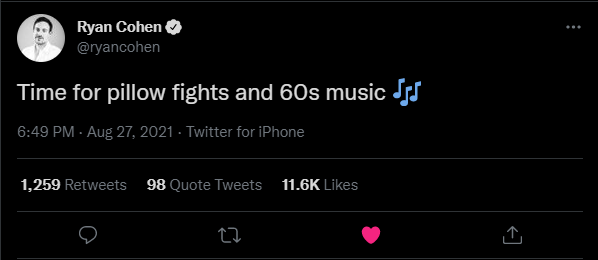 Ryan Cohen
@ryancohen
Time for pillow fights and 60s music 🎶
6:49 PM · Aug 27, 2021 · Twitter for iPhone
1,259 Retweets 98 Quote Tweets 11.6K Likes